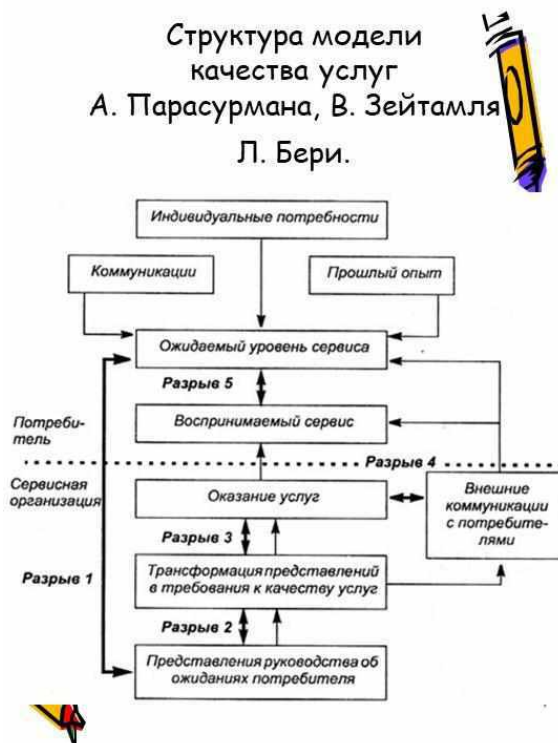 Структура модели
качества услуг
А. Парасурмана, В. Зейтамля
Л. Бери.
Индивидуальные потребности
Коммуникации
Прошлый опыт
Ожидаемый уровень сервиса
Разрыв 5
Воспринимаемый сервис
Потреби-
тель
Разрыв 4
Сервисная
организация
Оказание услуг
Внешние
коммуникации
с потребите-
лями
Разрыв 3
Разрыв 1
Трансформация представлений
в требования к качеству услуг
Разрыв 2
Представления руководства об
ожиданиях потребителя